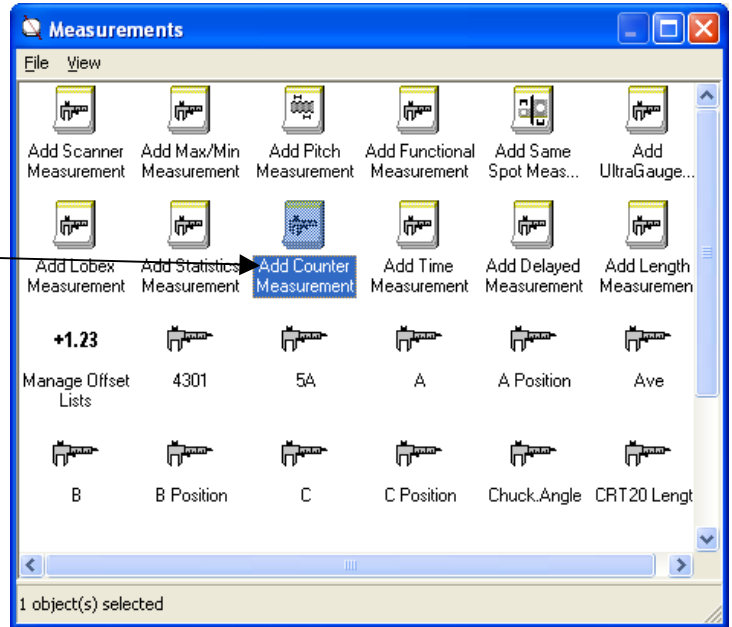 Measurements
File View
Add Scanner Measurement
Add Max/Min Measurement
Add Pitch Measurement
Add Functional Measurement
Add Same Spot Meas...
Add UltraGauge...
Add Lobex Measurement
Add Statistics Measurement
Add Counter Measurement
Add Time Measurement
Add Delayed Measurement
Add Length Measuremen
+1.23
Manage Offset Lists
4301
5A
A
A Position
Ave
B
B Position
C
C Position
Chuck.Angle
CRT20 Lengt
1 object(s) selected